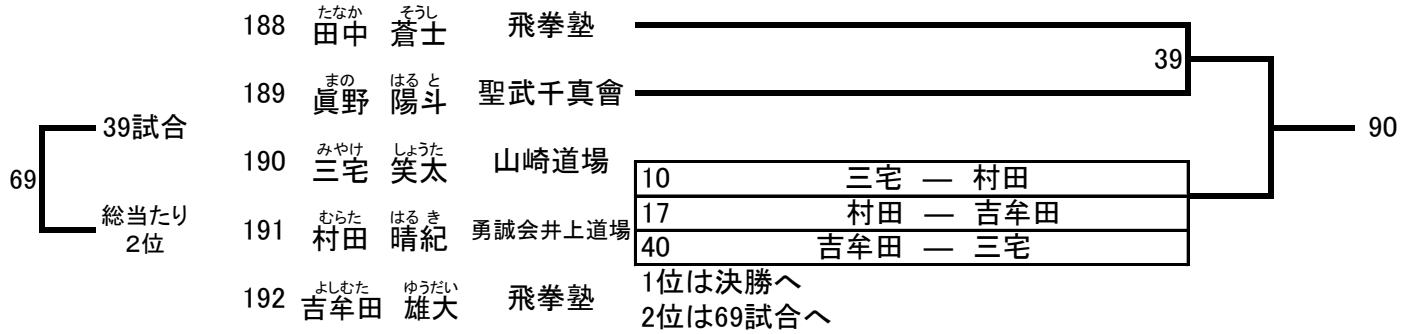 188 田中 蒼士 飛拳塾
たなか そうし
39
189 眞野 陽斗 聖武千真會
まの はると
39試合
90
190 三宅 笑太 山崎道場
みやけ しょうた
10 三宅 — 村田
69
総当たり
2位
191 村田 晴紀 勇誠会井上道場
むらた はるき
17 村田 — 吉牟田
40 吉牟田 — 三宅
192 吉牟田 雄大 飛拳塾
よしむた ゆうだい
1位は決勝へ
2位は69試合へ